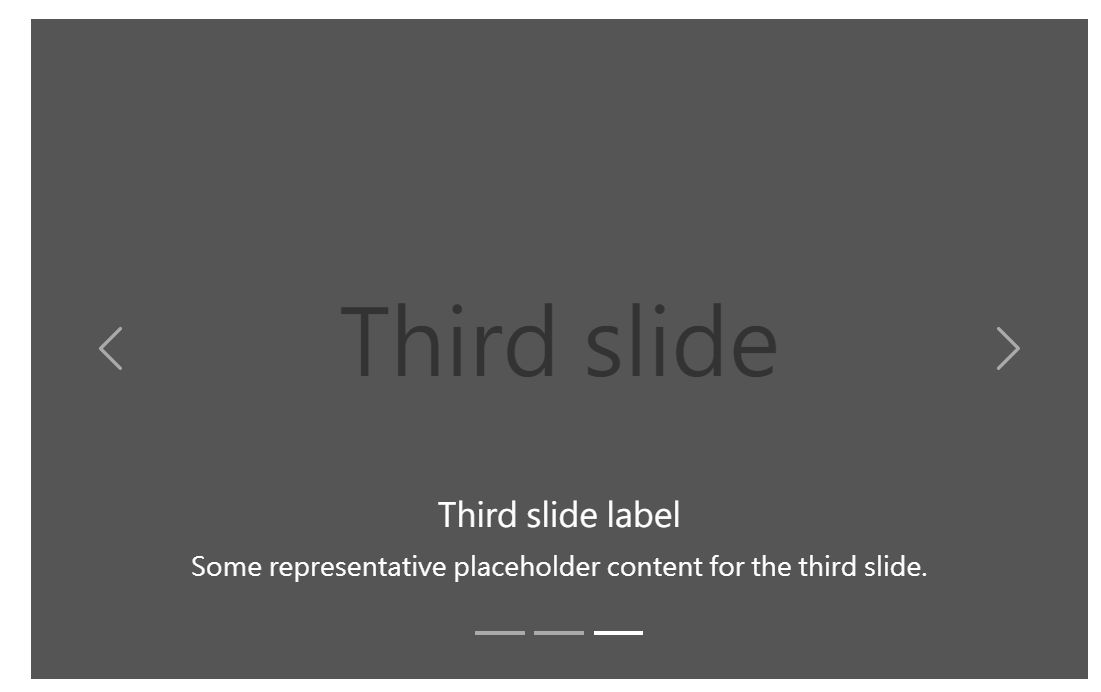 Third slide
Third slide label
Some representative placeholder content for the third slide.